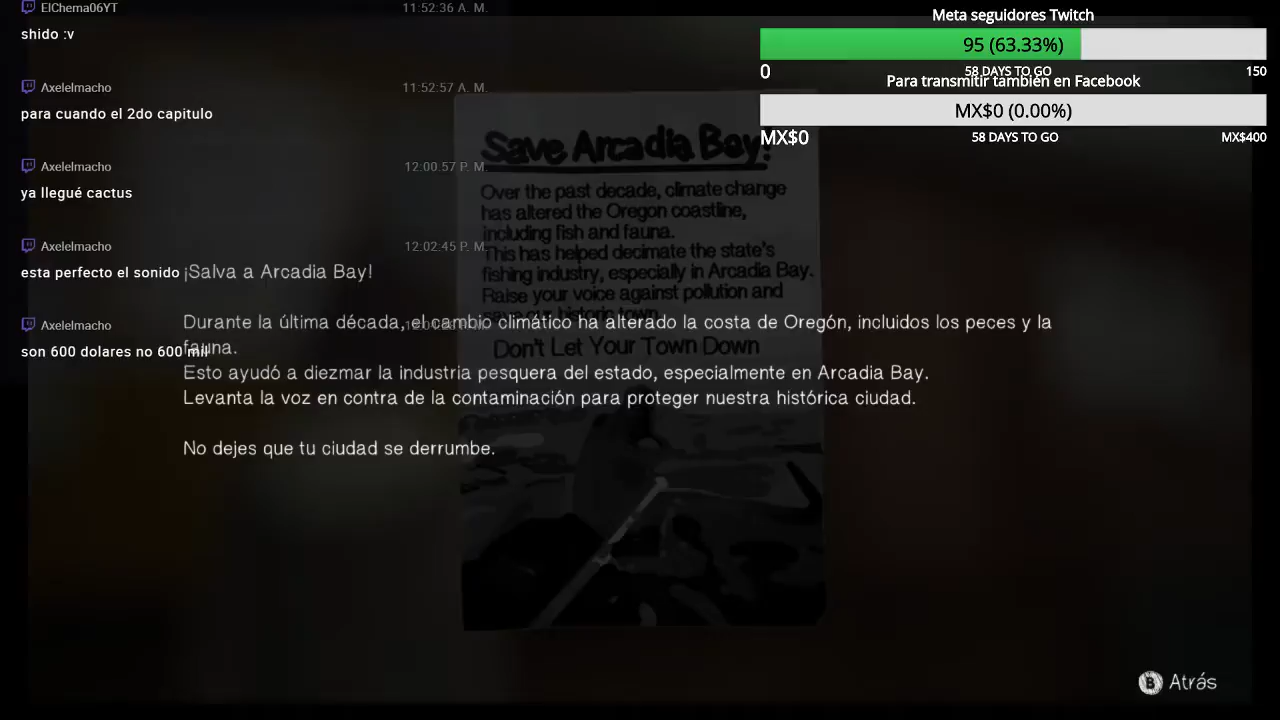 ElChema06YT 11:52:36 A. M.
shido :v
Axelelmacho 11:52:57 A. M.
para cuando el 2do capitulo
Axelelmacho 12:00:57 P. M.
ya llegué cactus
Axelelmacho 12:02:45 P. M.
esta perfecto el sonido
Axelelmacho
son 600 dolares no 600 mil
Meta seguidores Twitch
95 (63.33%)
0 58 DAYS TO GO 150
Para transmitir también en Facebook
MX$0 (0.00%)
MX$0 58 DAYS TO GO MX$400
Save Arcadia Bay!
Over the past decade, climate change
has altered the Oregon coastline,
including fish and fauna.
This has helped decimate the state's
fishing industry, especially in Arcadia Bay.
Raise your voice against pollution and
save our historic town.
Don't Let Your Town Down
¡Salva a Arcadia Bay!
Durante la última década, el cambio climático ha alterado la costa de Oregón, incluidos los peces y la
fauna.
Esto ayudó a diezmar la industria pesquera del estado, especialmente en Arcadia Bay.
Levanta la voz en contra de la contaminación para proteger nuestra histórica ciudad.
No dejes que tu ciudad se derrumbe.
B Atrás